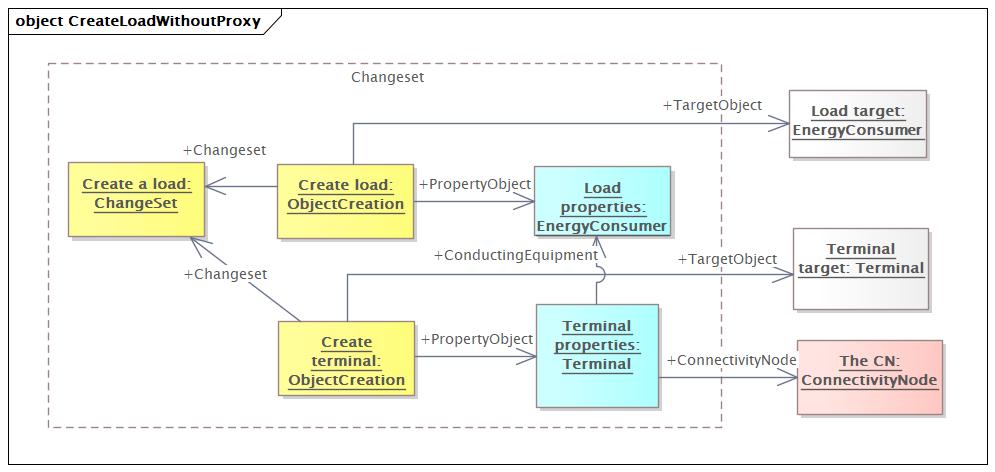 object CreateLoadWithoutProxy
Changeset
+TargetObject
Load target:
EnergyConsumer
+Changeset
Create a load:
ChangeSet
Create load:
ObjectCreation
+PropertyObject
Load
properties:
EnergyConsumer
+ConductingEquipment
+TargetObject
Terminal
target: Terminal
+Changeset
Create
terminal:
ObjectCreation
+PropertyObject
Terminal
properties:
Terminal
+ConnectivityNode
The CN:
ConnectivityNode